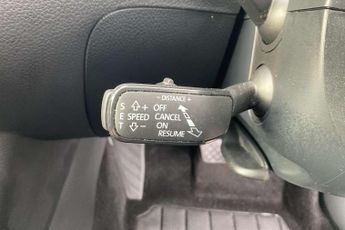 – DISTANCE +
S ⇧+ OFF
E SPEED CANCEL
T ⇩– ON
RESUME